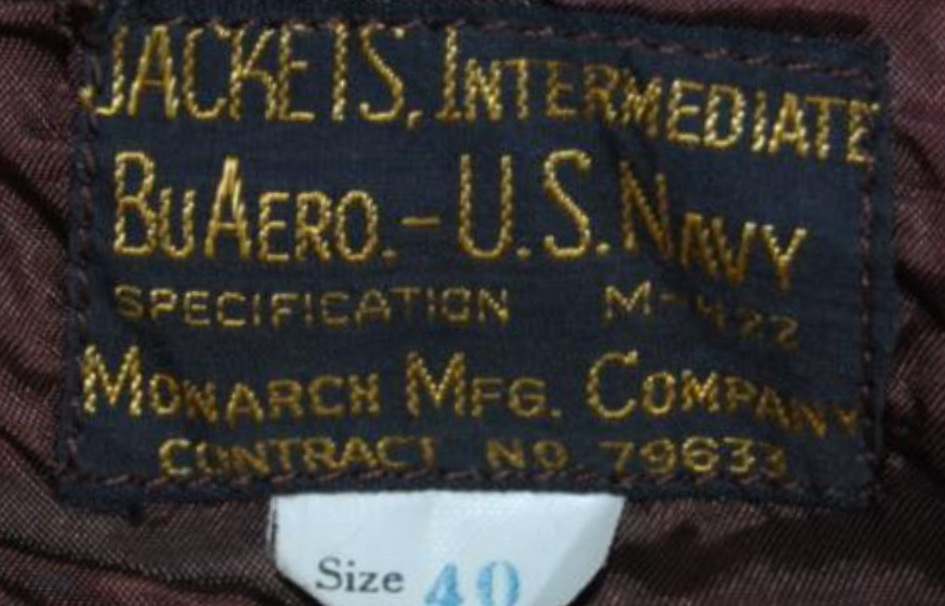 JACKETS, INTERMEDIATE
BUAERO.-U.S. NAVY
SPECIFICATION M-422
MONARCH MFG. COMPANY
CONTRACT NO 79633
Size 40